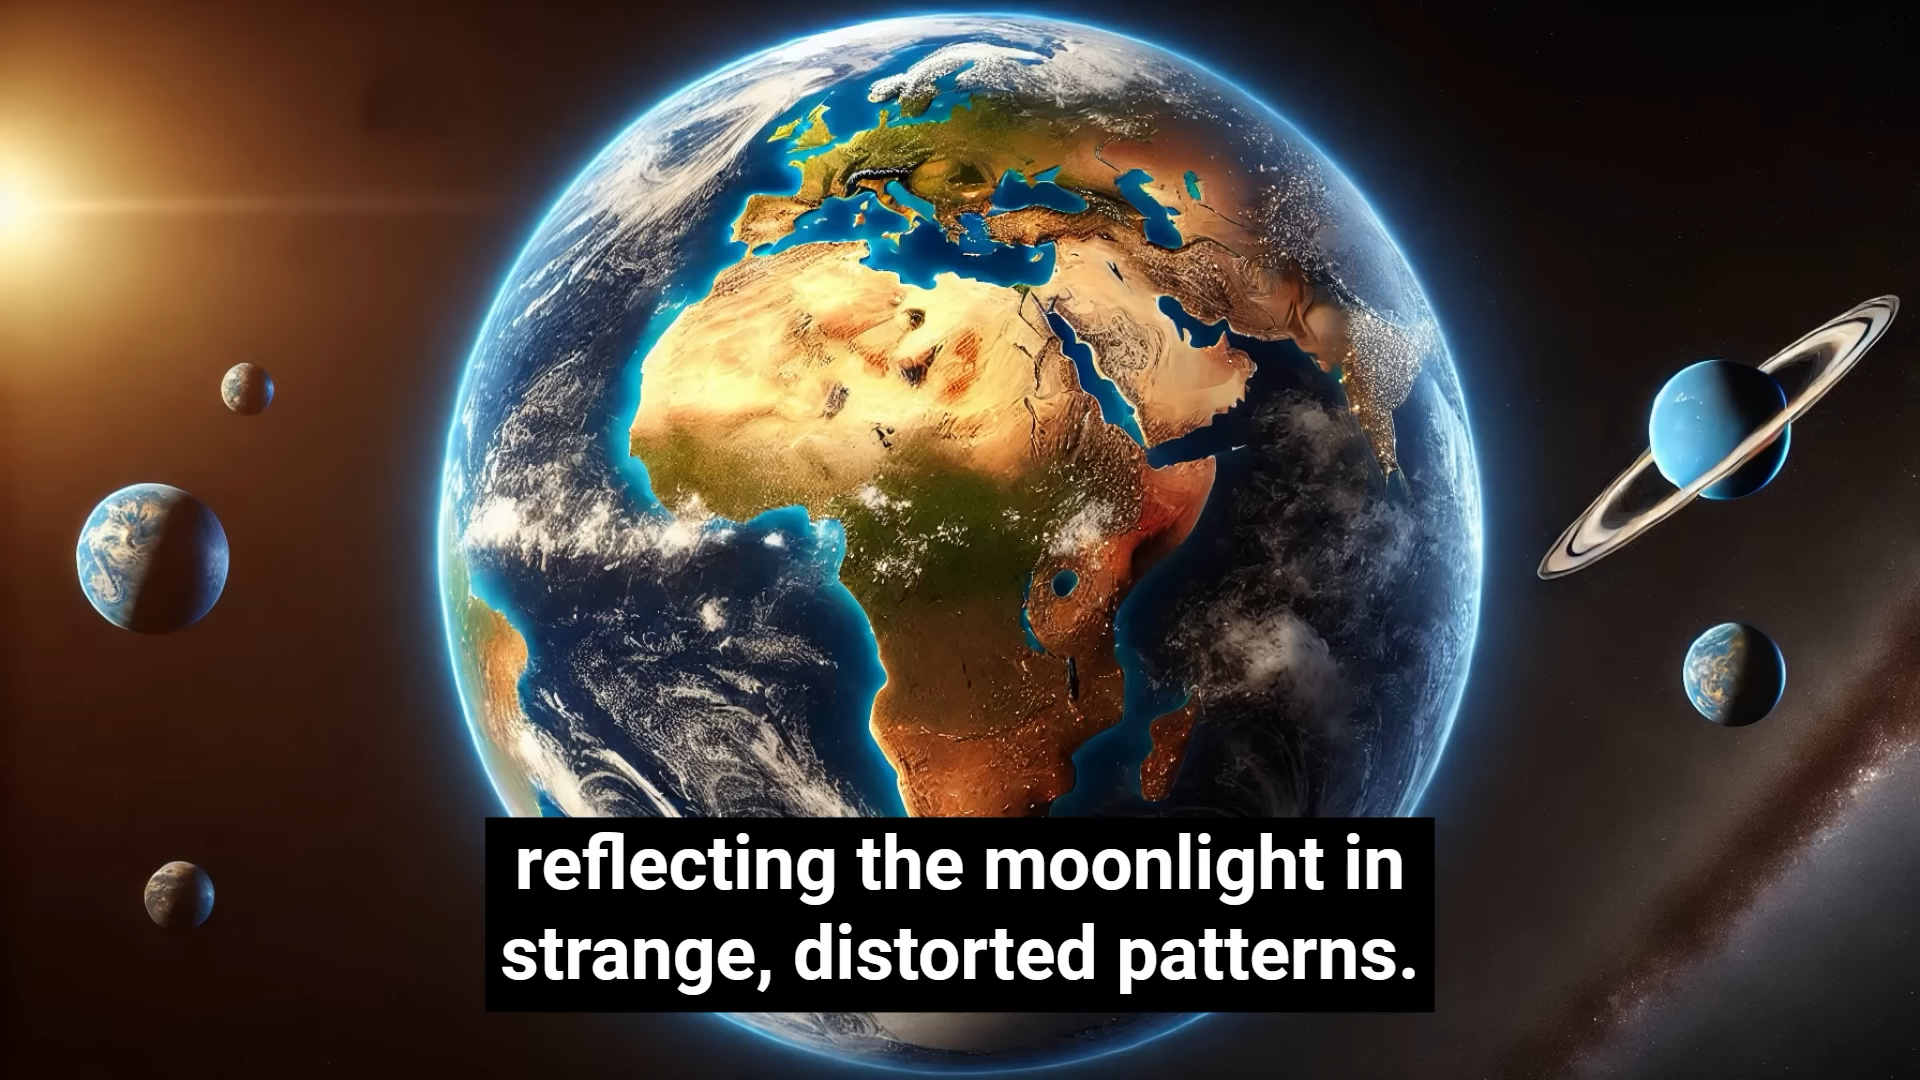 reflecting the moonlight in
strange, distorted patterns.